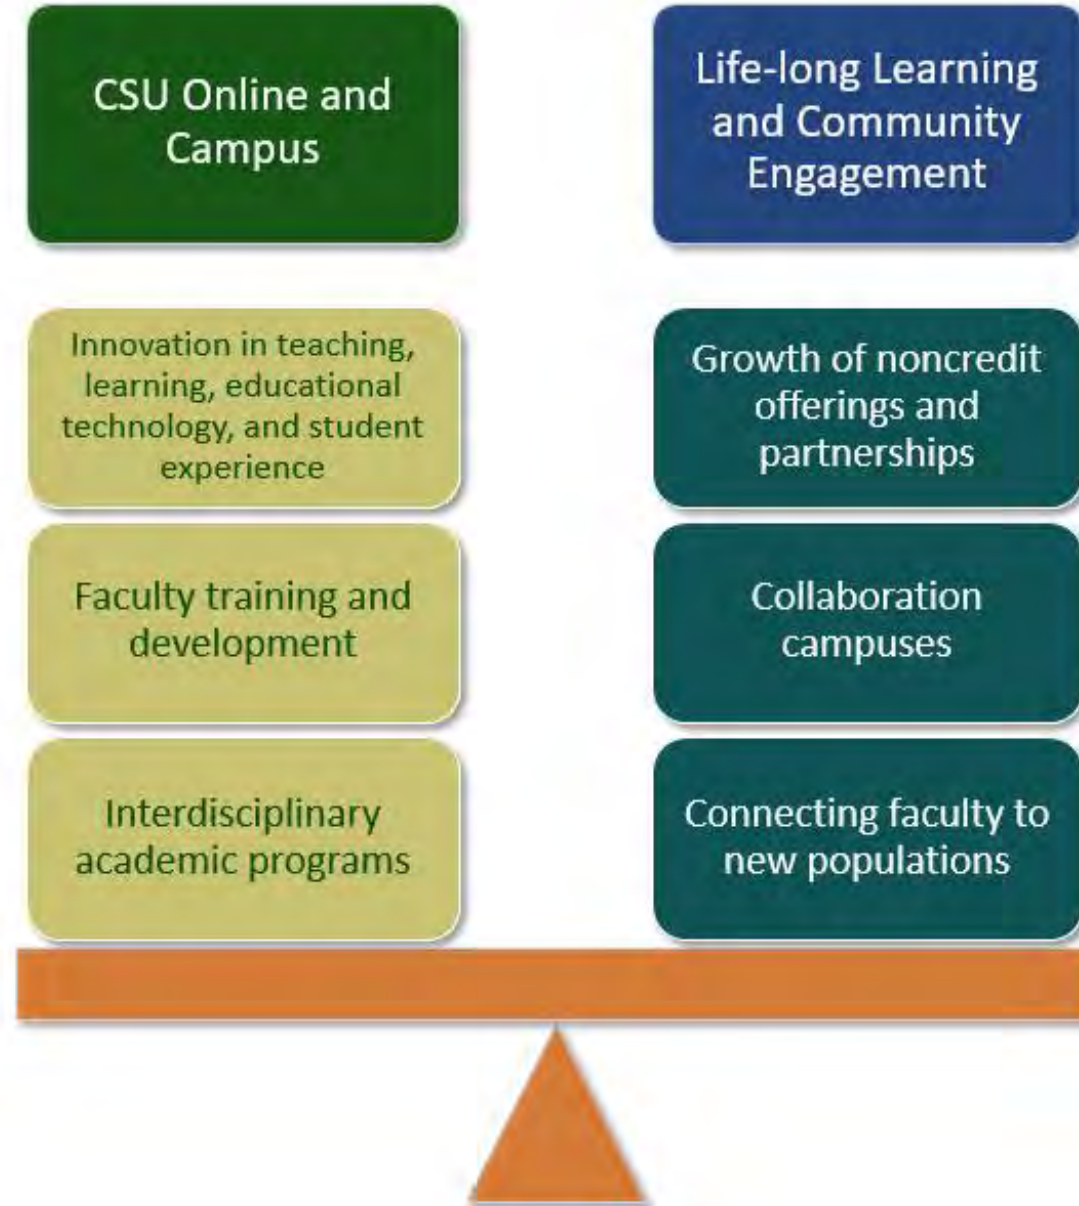 CSU Online and
Campus
Life-long Learning
and Community
Engagement
Innovation in teaching,
learning, educational
technology, and student
experience
Growth of noncredit
offerings and
partnerships
Faculty training and
development
Collaboration
campuses
Interdisciplinary
academic programs
Connecting faculty to
new populations